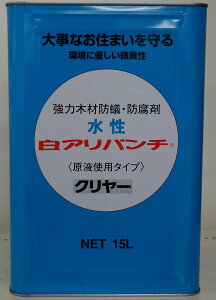 大事なお住まいを守る
環境に優しい微臭性
強力木材防蟻・防腐剤
水性
白アリパンチ®
〈原液使用タイプ〉
クリヤー
NET 15L